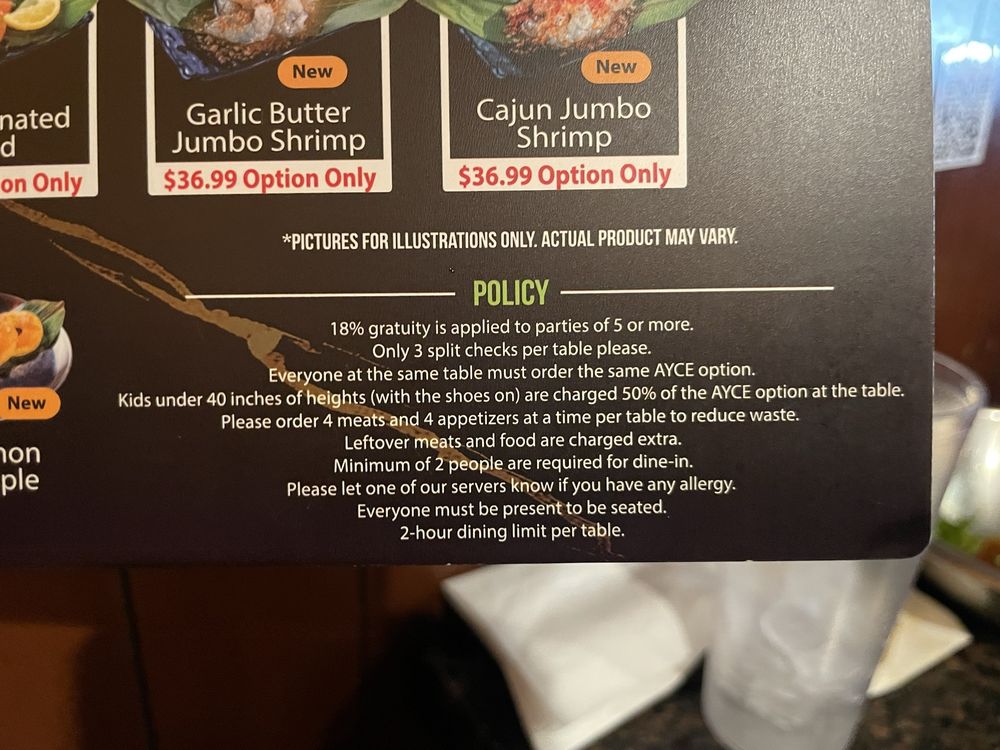 nated
d
on Only
New
Garlic Butter
Jumbo Shrimp
$36.99 Option Only
New
Cajun Jumbo
Shrimp
$36.99 Option Only
*PICTURES FOR ILLUSTRATIONS ONLY. ACTUAL PRODUCT MAY VARY.
New
non
ple
POLICY
18% gratuity is applied to parties of 5 or more.
Only 3 split checks per table please.
Everyone at the same table must order the same AYCE option.
Kids under 40 inches of heights (with the shoes on) are charged 50% of the AYCE option at the table.
Please order 4 meats and 4 appetizers at a time per table to reduce waste.
Leftover meats and food are charged extra.
Minimum of 2 people are required for dine-in.
Please let one of our servers know if you have any allergy.
Everyone must be present to be seated.
2-hour dining limit per table.